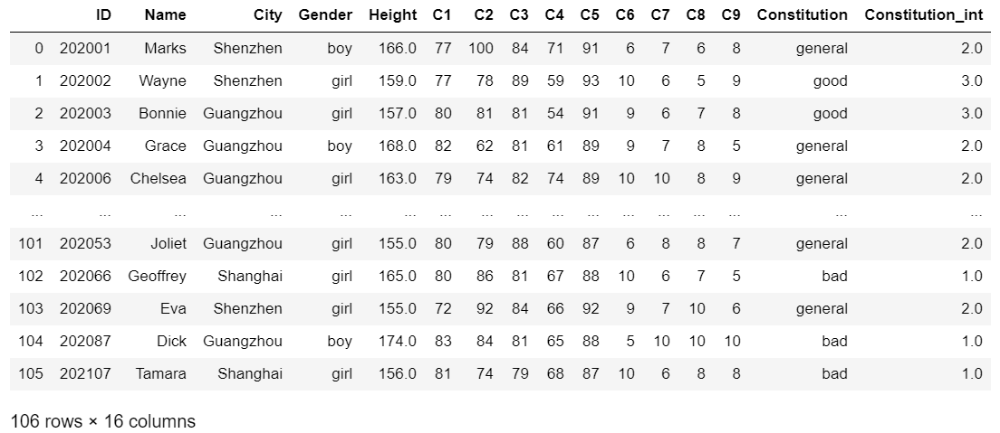 ID Name City Gender Height C1 C2 C3 C4 C5 C6 C7 C8 C9 Constitution Constitution_int
0 202001 Marks Shenzhen boy 166.0 77 100 84 71 91 6 7 6 8 general 2.0
1 202002 Wayne Shenzhen girl 159.0 77 78 89 59 93 10 6 5 9 good 3.0
2 202003 Bonnie Guangzhou girl 157.0 80 81 81 54 91 9 6 7 8 good 3.0
3 202004 Grace Guangzhou boy 168.0 82 62 81 61 89 9 7 8 5 general 2.0
4 202006 Chelsea Guangzhou girl 163.0 79 74 82 74 89 10 10 8 9 general 2.0
... ... ... ... ... ... ... ... ... ... ... ... ... ... ... ... ...
101 202053 Joliet Guangzhou girl 155.0 80 79 88 60 87 6 8 8 7 general 2.0
102 202066 Geoffrey Shanghai girl 165.0 80 86 81 67 88 10 6 7 5 bad 1.0
103 202069 Eva Shenzhen girl 155.0 72 92 84 66 92 9 7 10 6 general 2.0
104 202087 Dick Guangzhou boy 174.0 83 84 81 65 88 5 10 10 10 bad 1.0
105 202107 Tamara Shanghai girl 156.0 81 74 79 68 87 10 6 8 8 bad 1.0
106 rows × 16 columns